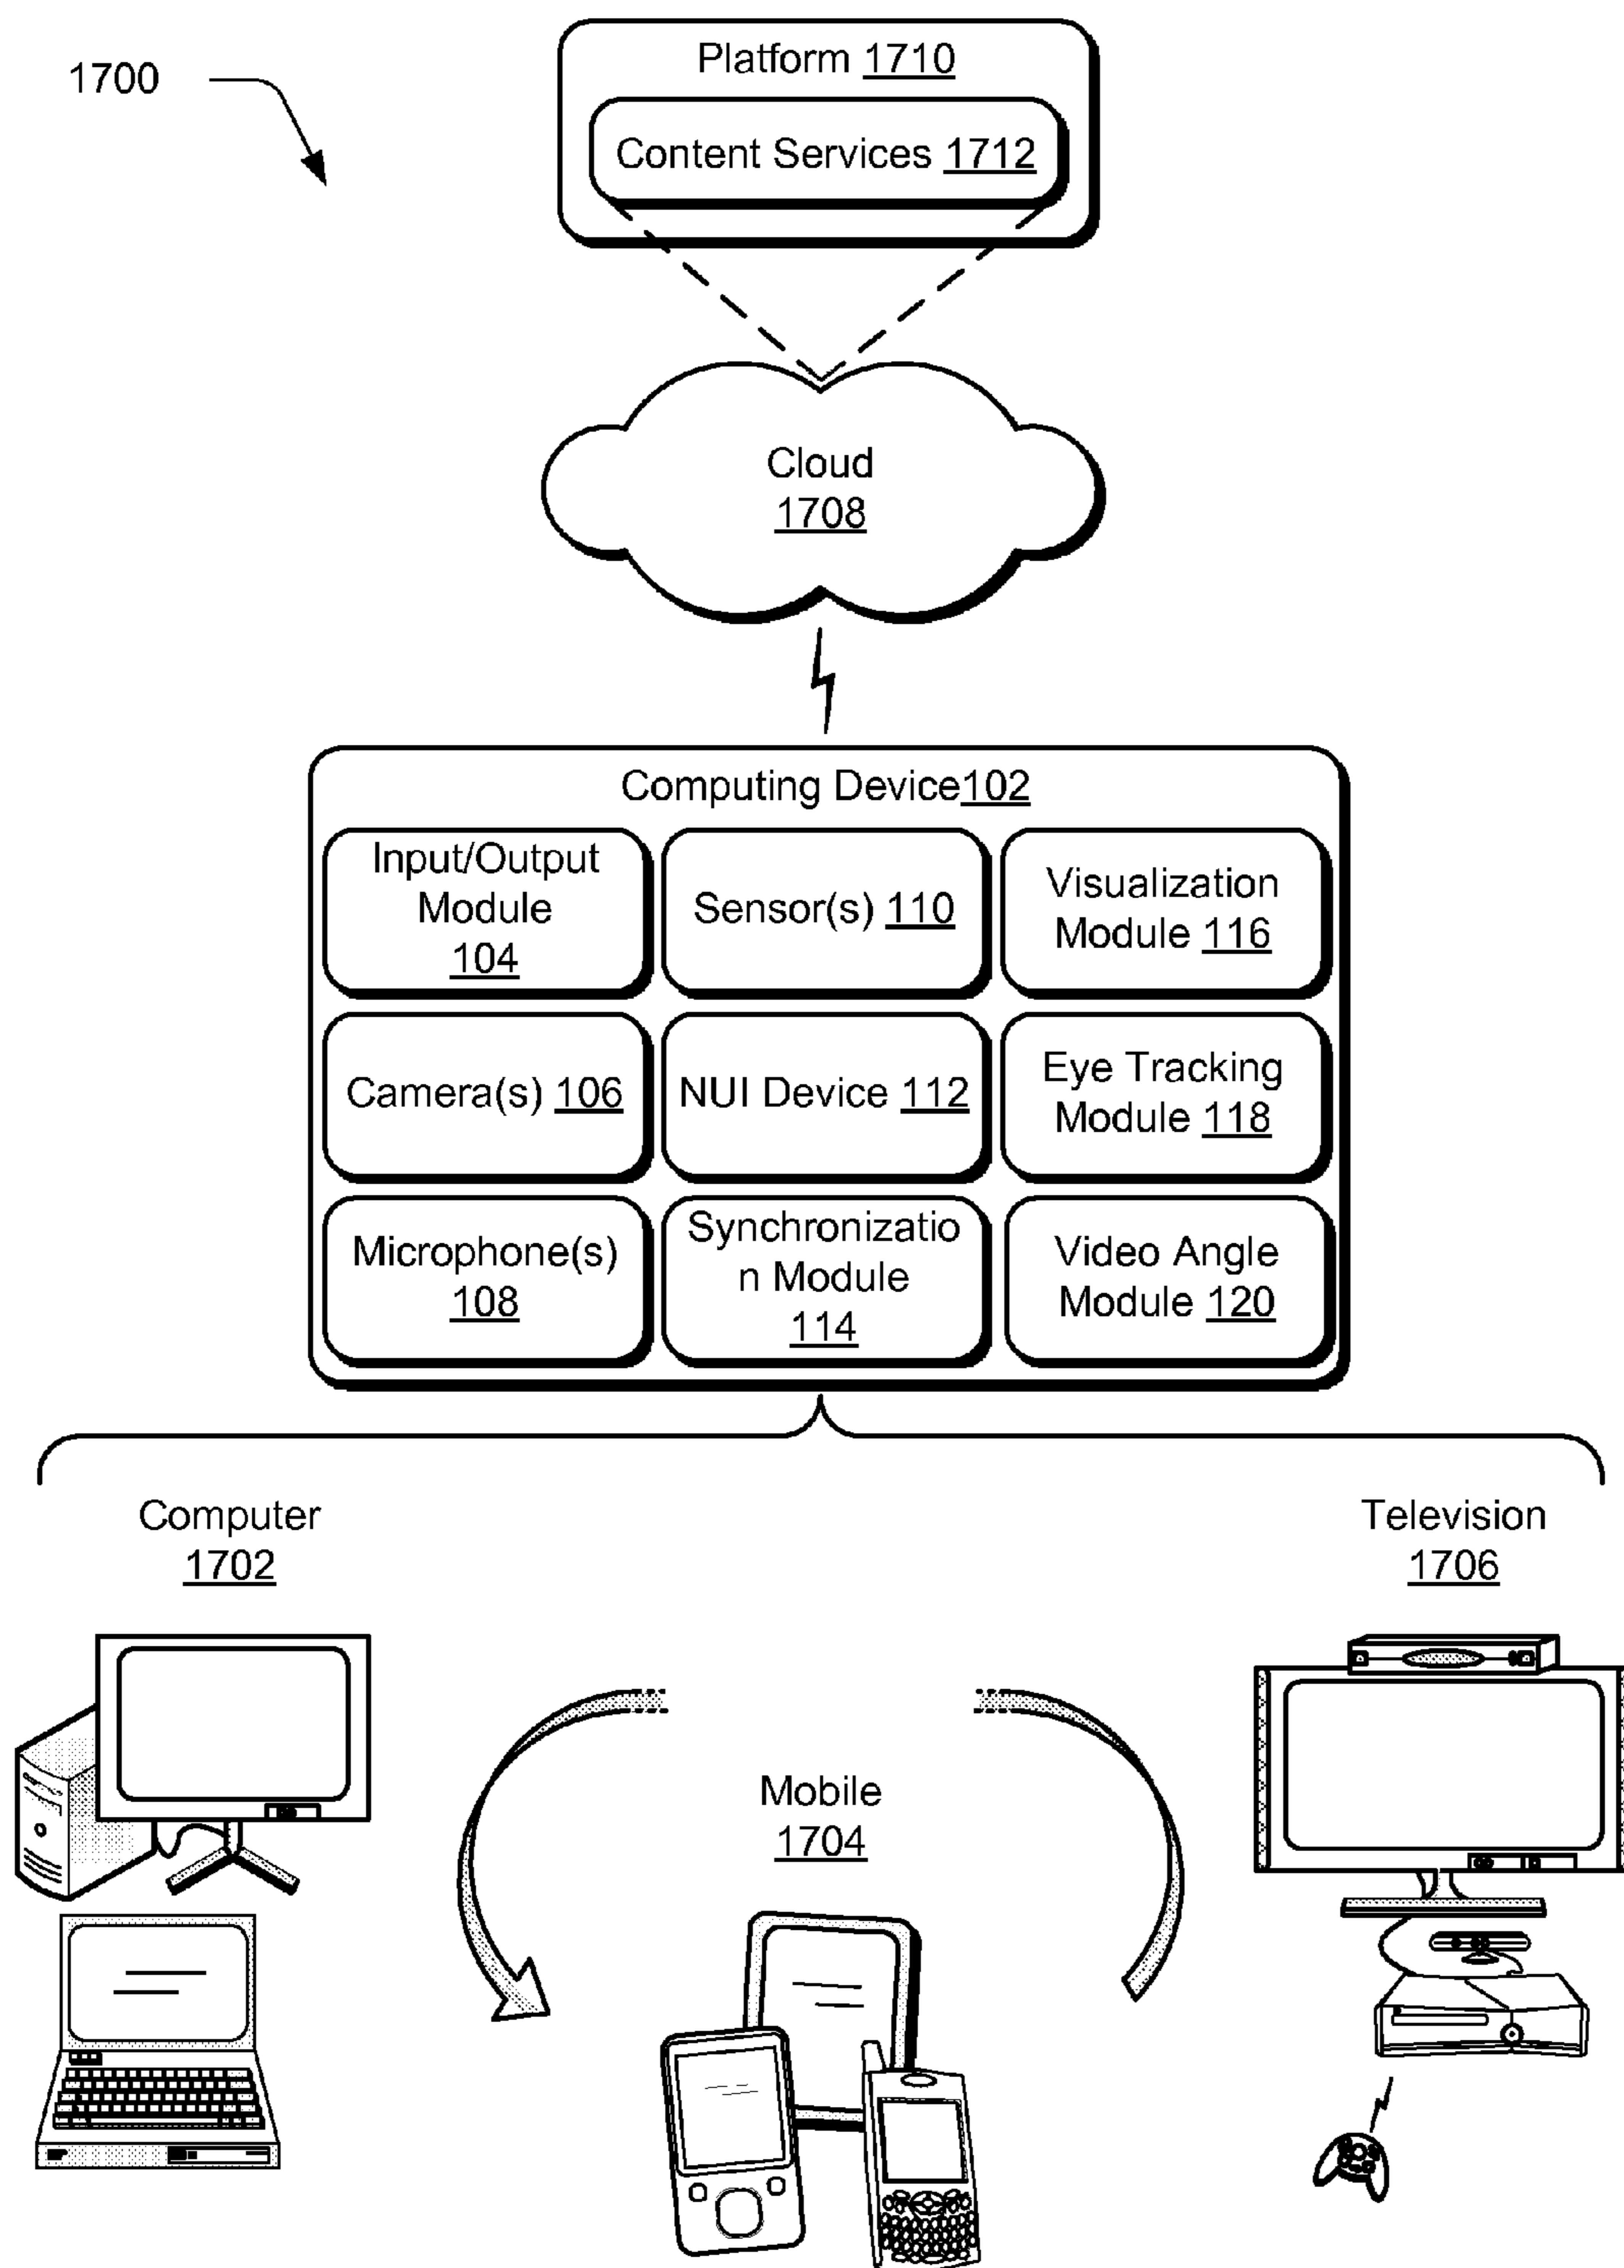 1700
Platform 1710
Content Services 1712
Cloud
1708
Computing Device102
Input/Output
Module
104
Sensor(s) 110
Visualization
Module 116
Camera(s) 106
NUI Device 112
Eye Tracking
Module 118
Microphone(s)
108
Synchronizatio
n Module
114
Video Angle
Module 120
Computer
1702
Mobile
1704
Television
1706